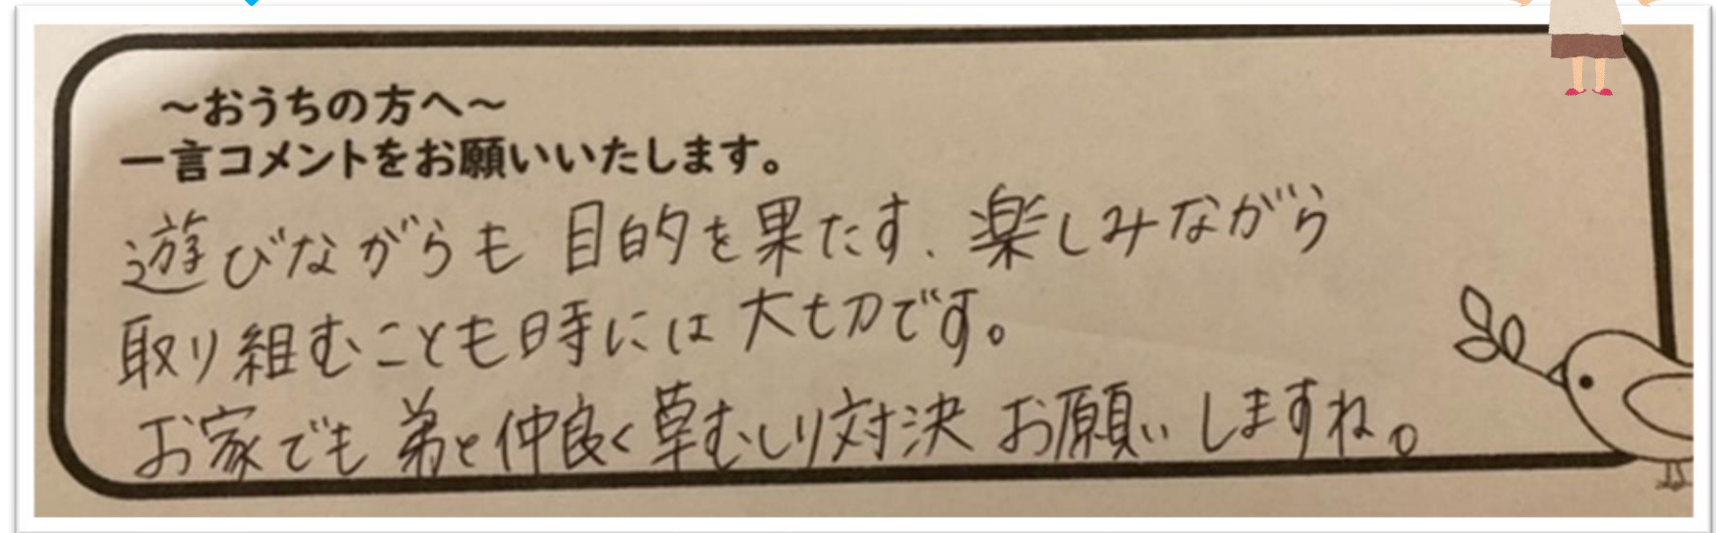 ～おうちの方へ～
一言コメントをお願いいたします。
遊びながらも目的を果たす、楽しみながら
取り組むことも時には大切です。
お家でも弟と仲良く草むしり対決お願いしますね。